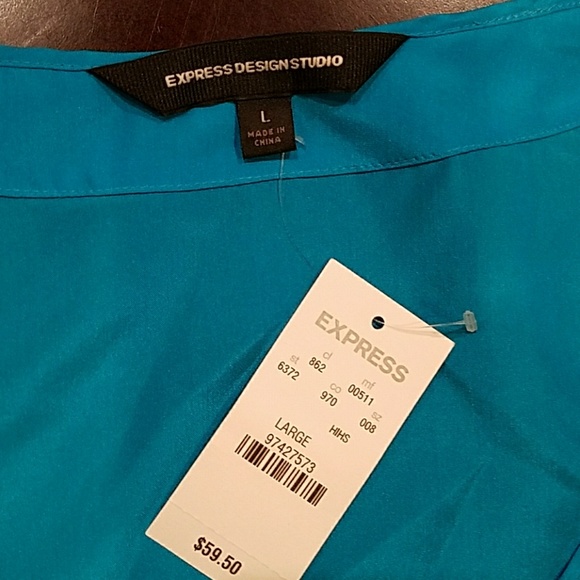 EXPRESS DESIGN STUDIO
L
MADE IN
CHINA
EXPRESS
st cl mf
6372 862 00511
co sz
970 008
LARGE HIHS
97427573
$59.50